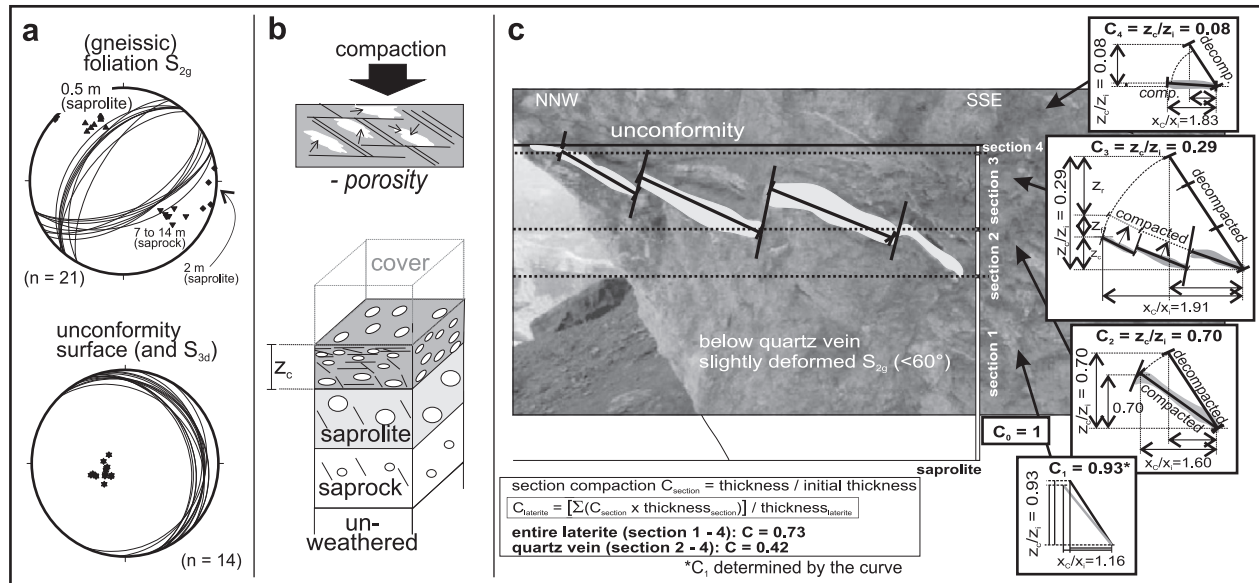 a
(gneissic)
foliation S2g
0.5 m
(saprolite)
7 to 14 m
(saprock)
2 m
(saprolite)
(n = 21)
unconformity
surface (and S3d)
(n = 14)
b
compaction
- porosity
cover
zc
saprolite
saprock
un-
weathered
c
NNW
SSE
unconformity
section 4
section 3
section 2
section 1
below quartz vein
slightly deformed S2g (<60°)
C0 = 1
saprolite
C4 = zc/zi = 0.08
zc/zi = 0.08
decomp.
comp.
xc/xi=1.83
C3 = zc/zi = 0.29
zc/zi = 0.29
zr
zc
compacted
decompacted
xc/xi=1.91
C2 = zc/zi = 0.70
zc/zi = 0.70
0.70
compacted
decompacted
xc/xi=1.60
C1 = 0.93*
zc/zi = 0.93
xc/xi=1.16
section compaction Csection = thickness / initial thickness
Claterite = [Σ(Csection x thicknesssection)] / thicknesslaterite
entire laterite (section 1 - 4): C = 0.73
quartz vein (section 2 - 4): C = 0.42
*C1 determined by the curve